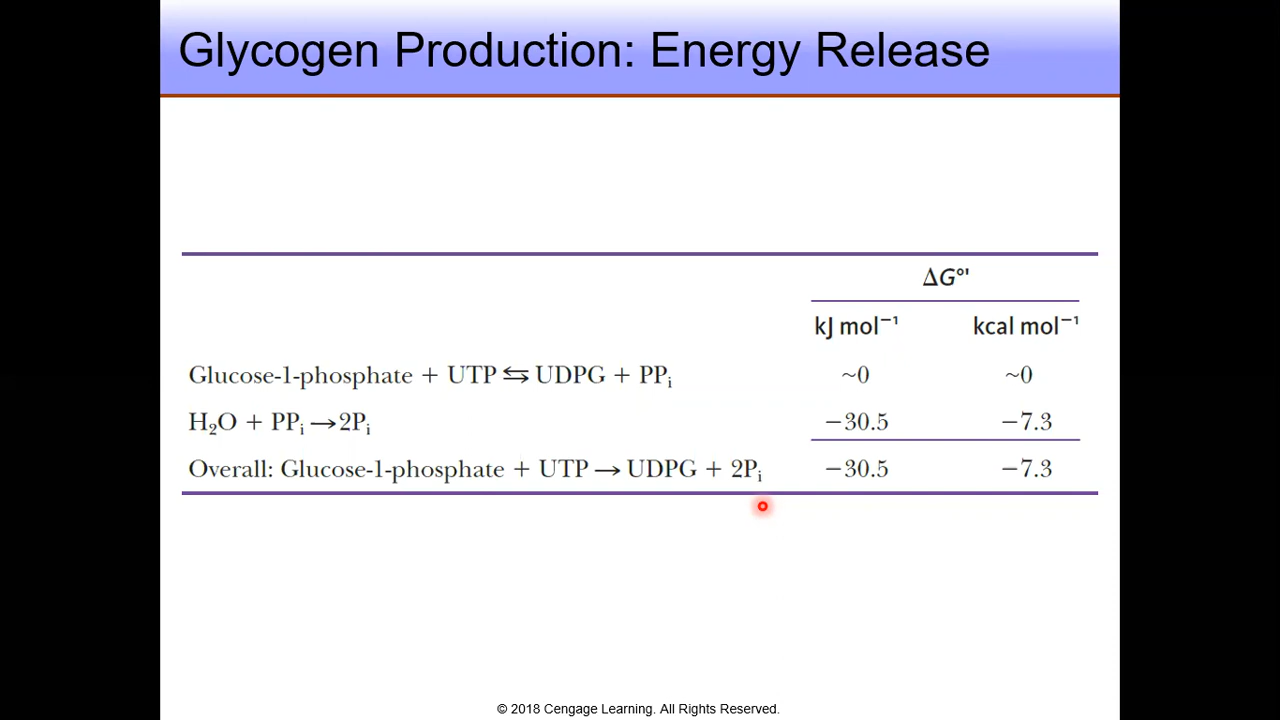 Glycogen Production: Energy Release
ΔG°'
kJ mol⁻¹ kcal mol⁻¹
Glucose-1-phosphate + UTP ⇆ UDPG + PPᵢ ~0 ~0
H₂O + PPᵢ → 2Pᵢ −30.5 −7.3
Overall: Glucose-1-phosphate + UTP → UDPG + 2Pᵢ −30.5 −7.3
© 2018 Cengage Learning. All Rights Reserved.